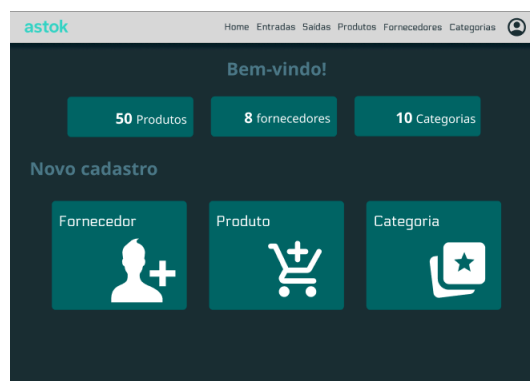 astok Home Entradas Saídas Produtos Fornecedores Categorias
Bem-vindo!
50 Produtos 8 fornecedores 10 Categorias
Novo cadastro
Fornecedor Produto Categoria